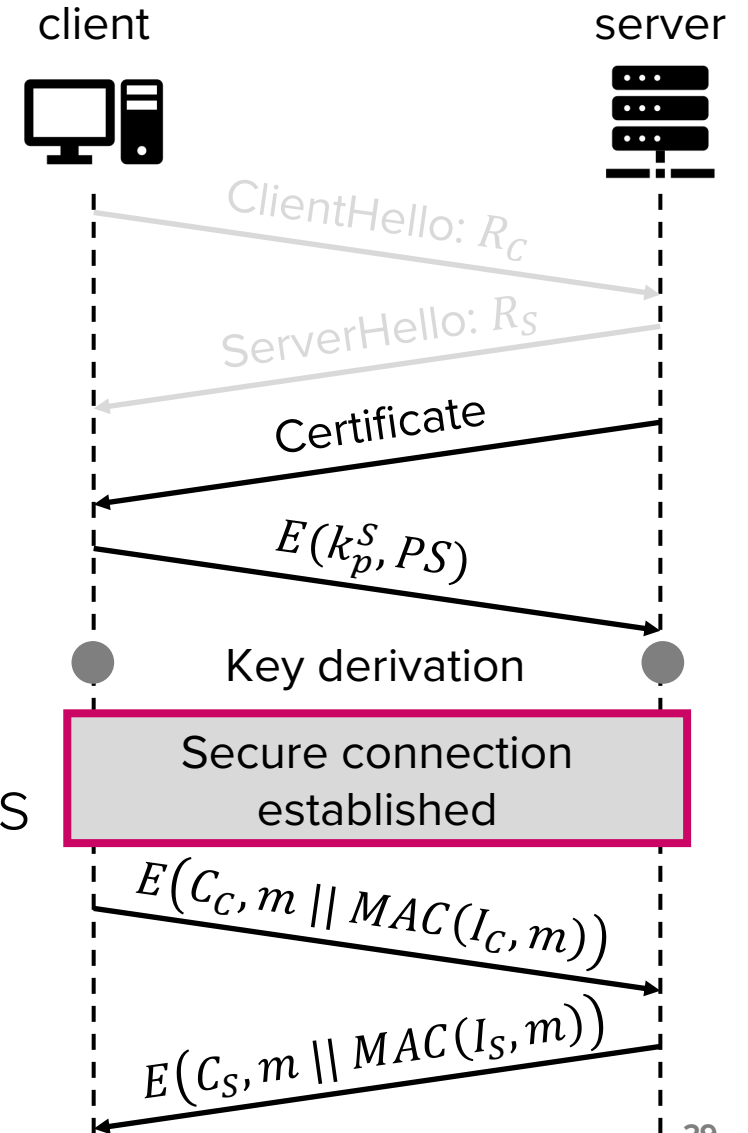 client server
ClientHello: R_C
ServerHello: R_S
Certificate
E(k_p^S, PS)
Key derivation
Secure connection
established
S
E(C_C, m || MAC(I_C, m))
E(C_S, m || MAC(I_S, m))